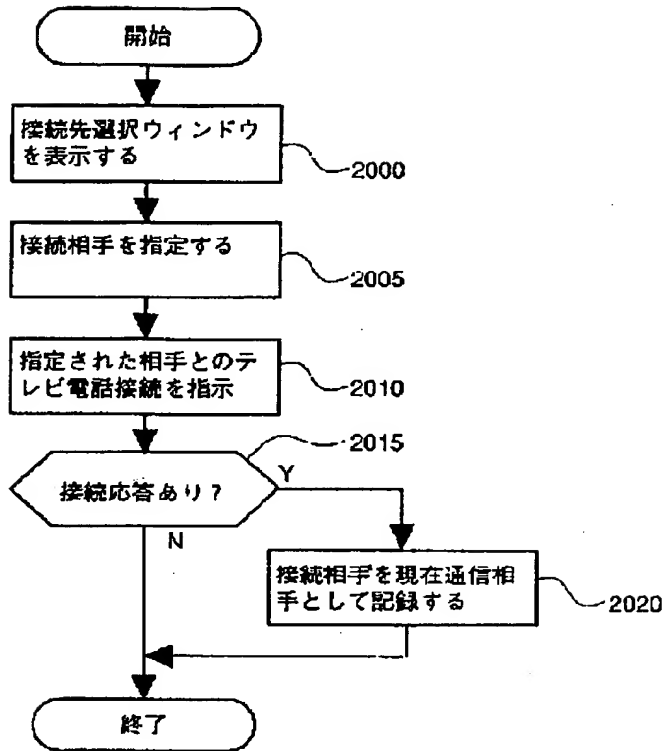 開始
接続先選択ウィンドウ
を表示する
2000
接続相手を指定する
2005
指定された相手とのテ
レビ電話接続を指示
2010
2015
接続応答あり?
Y
N
接続相手を現在通信相
手として記録する
2020
終了